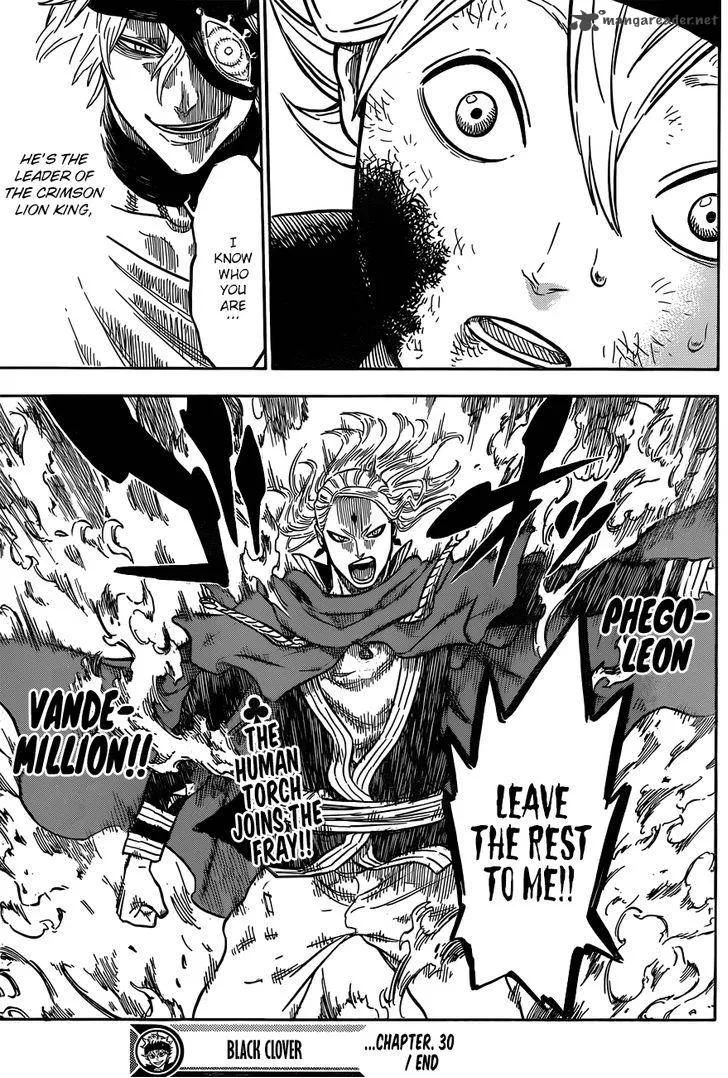 mangareader.net
I
KNOW
WHO
YOU
ARE
...
HE'S THE
LEADER OF
THE CRIMSON
LION KING,
PHEGO-
LEON
VANDE-
MILLION!!
LEAVE
THE REST
TO ME!!
THE
HUMAN
TORCH
JOINS THE
FRAY!!
BLACK CLOVER
...CHAPTER. 30
/ END